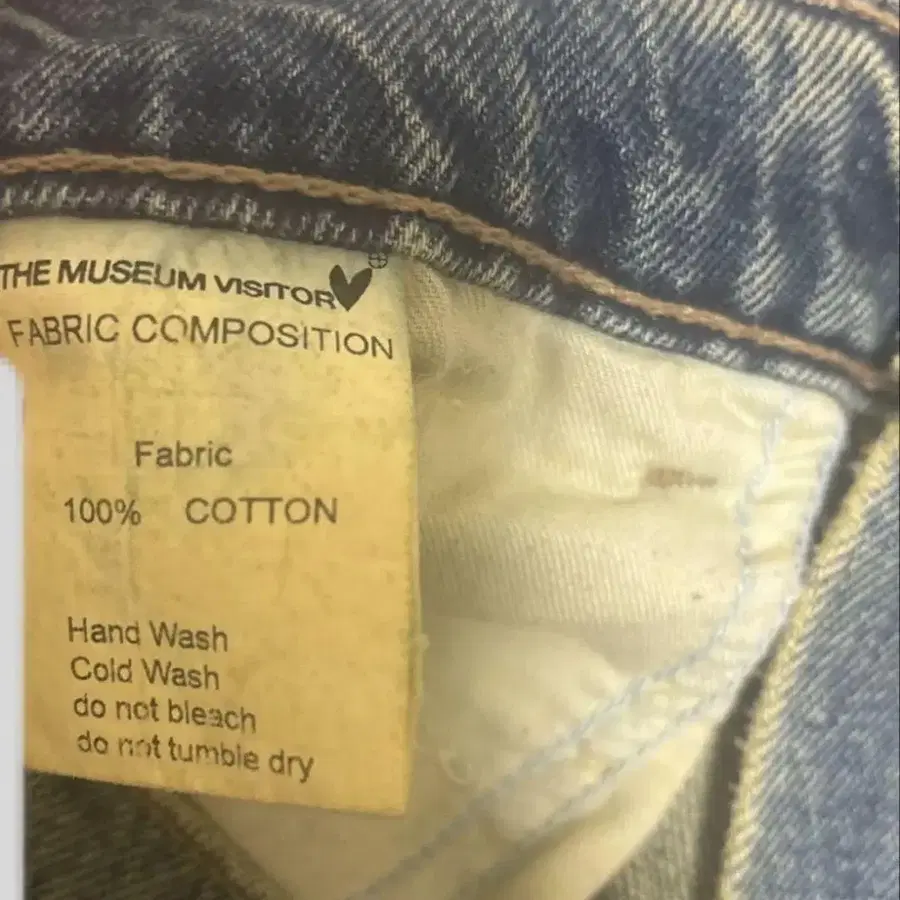 THE MUSEUM VISITOR
FABRIC COMPOSITION
Fabric
100% COTTON
Hand Wash
Cold Wash
do not bleach
do not tumble dry